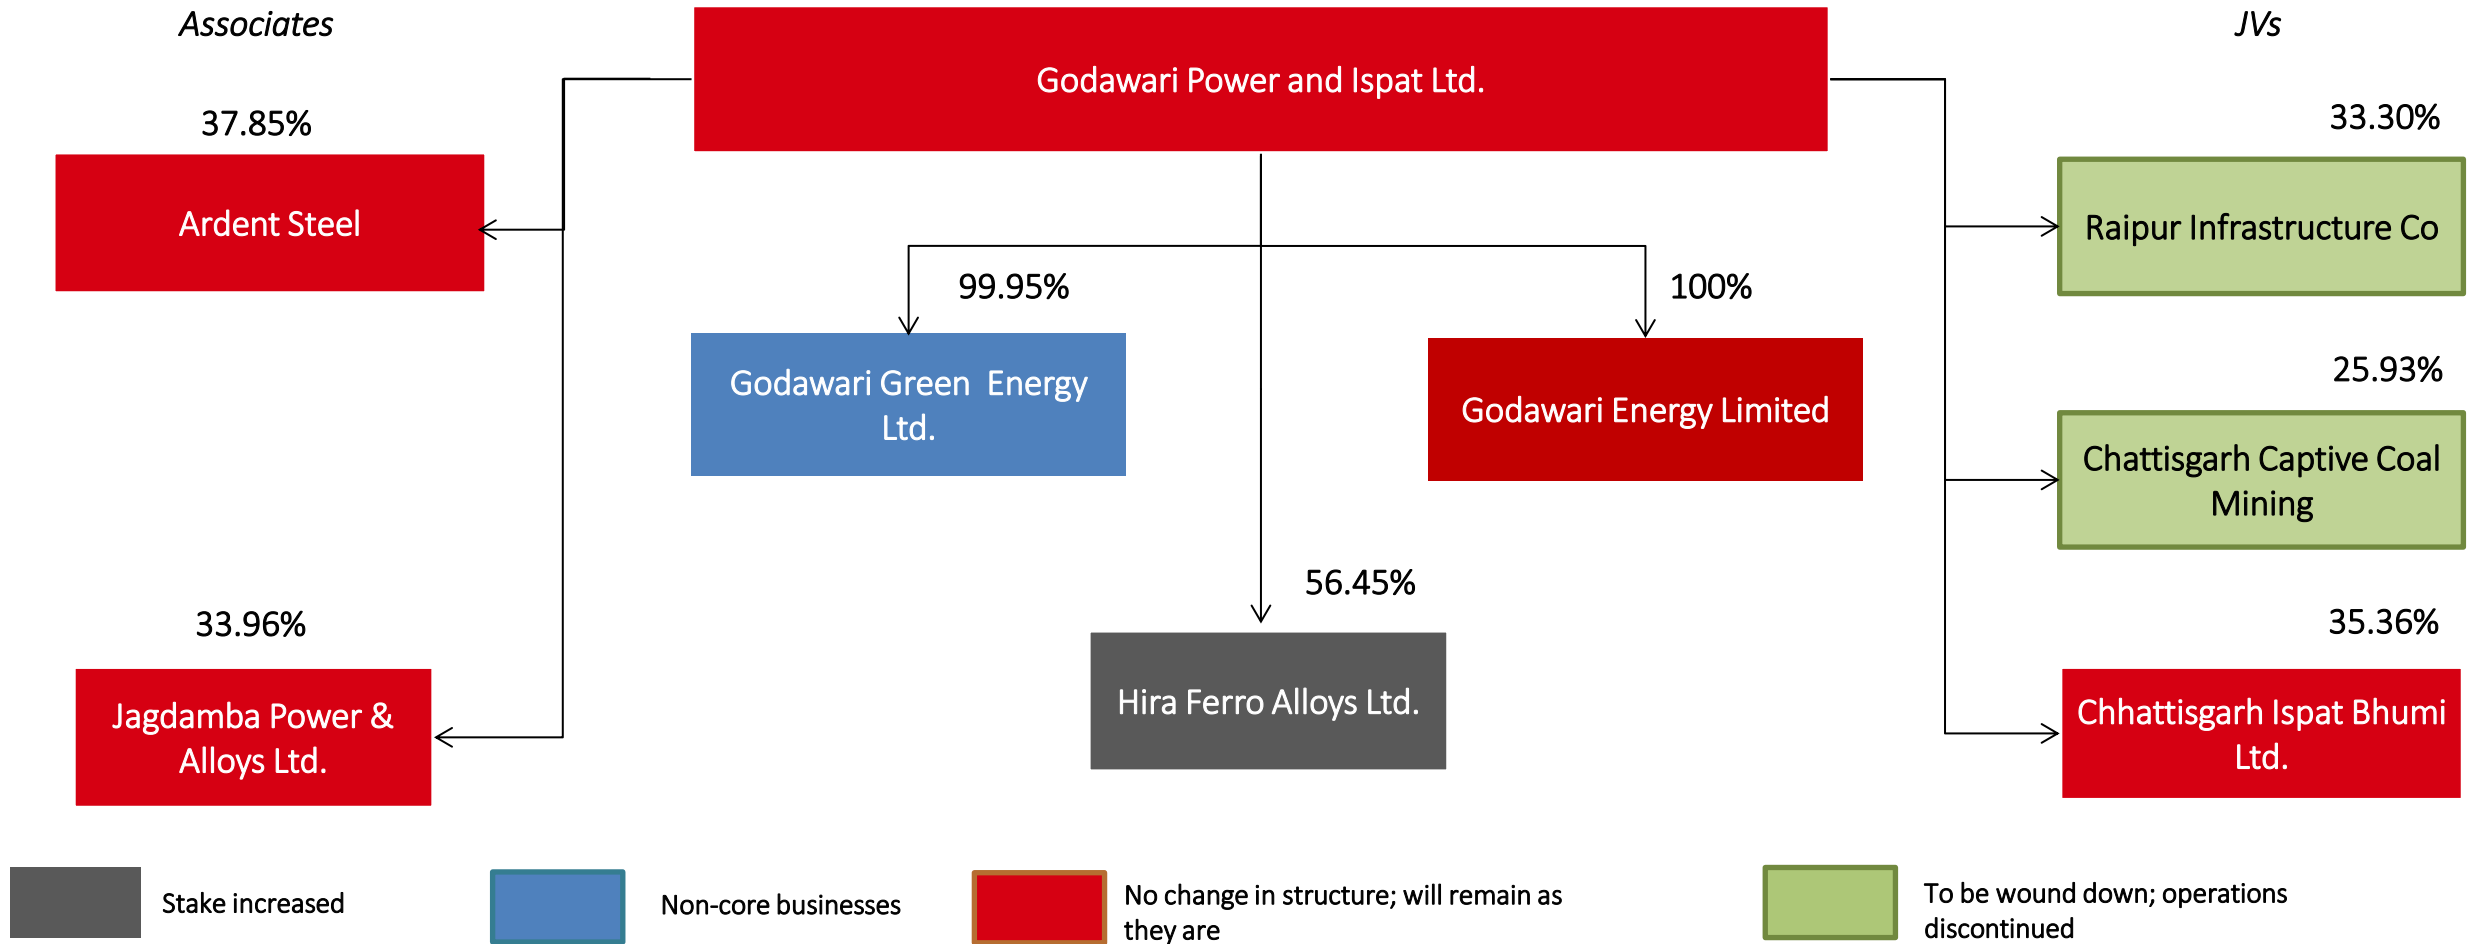 Associates
Godawari Power and Ispat Ltd.
JVs
37.85%
Ardent Steel
33.30%
Raipur Infrastructure Co
99.95%
Godawari Green Energy
Ltd.
100%
Godawari Energy Limited
25.93%
Chattisgarh Captive Coal
Mining
33.96%
Jagdamba Power &
Alloys Ltd.
56.45%
Hira Ferro Alloys Ltd.
35.36%
Chhattisgarh Ispat Bhumi
Ltd.
Stake increased
Non-core businesses
No change in structure; will remain as
they are
To be wound down; operations
discontinued